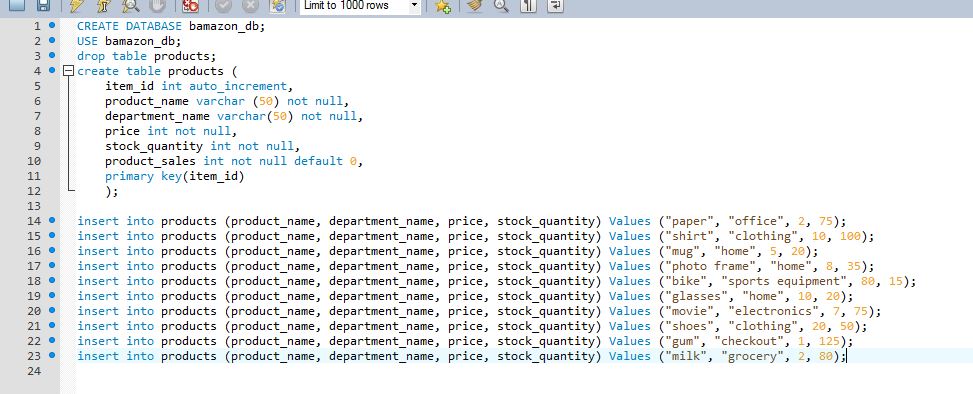 Limit to 1000 rows
1 CREATE DATABASE bamazon_db;
2 USE bamazon_db;
3 drop table products;
4 create table products (
5 item_id int auto_increment,
6 product_name varchar (50) not null,
7 department_name varchar(50) not null,
8 price int not null,
9 stock_quantity int not null,
10 product_sales int not null default 0,
11 primary key(item_id)
12 );
13
14 insert into products (product_name, department_name, price, stock_quantity) Values ("paper", "office", 2, 75);
15 insert into products (product_name, department_name, price, stock_quantity) Values ("shirt", "clothing", 10, 100);
16 insert into products (product_name, department_name, price, stock_quantity) Values ("mug", "home", 5, 20);
17 insert into products (product_name, department_name, price, stock_quantity) Values ("photo frame", "home", 8, 35);
18 insert into products (product_name, department_name, price, stock_quantity) Values ("bike", "sports equipment", 80, 15);
19 insert into products (product_name, department_name, price, stock_quantity) Values ("glasses", "home", 10, 20);
20 insert into products (product_name, department_name, price, stock_quantity) Values ("movie", "electronics", 7, 75);
21 insert into products (product_name, department_name, price, stock_quantity) Values ("shoes", "clothing", 20, 50);
22 insert into products (product_name, department_name, price, stock_quantity) Values ("gum", "checkout", 1, 125);
23 insert into products (product_name, department_name, price, stock_quantity) Values ("milk", "grocery", 2, 80);
24